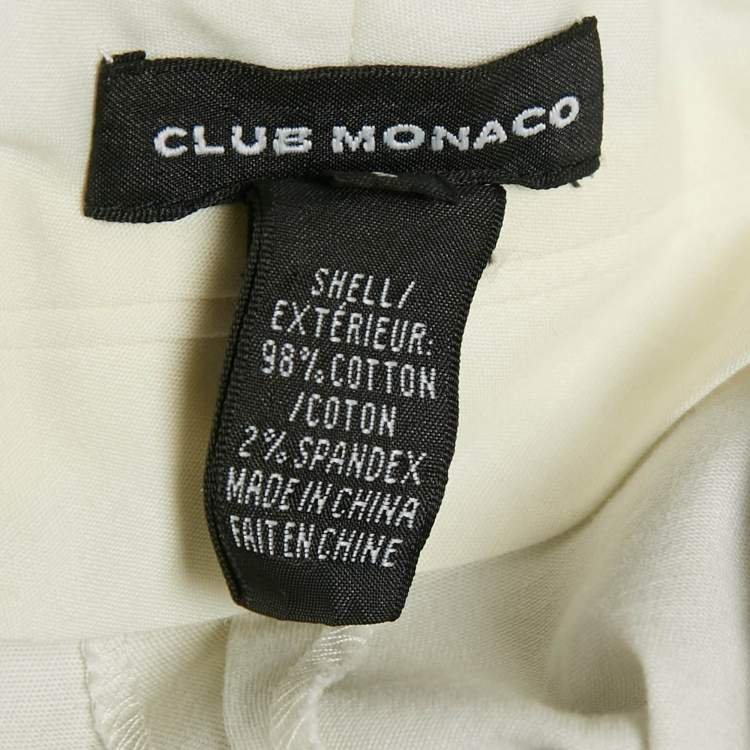 CLUB MONACO
SHELL/
EXTÉRIEUR:
98% COTTON
/COTON
2% SPANDEX
MADE IN CHINA
FAIT EN CHINE